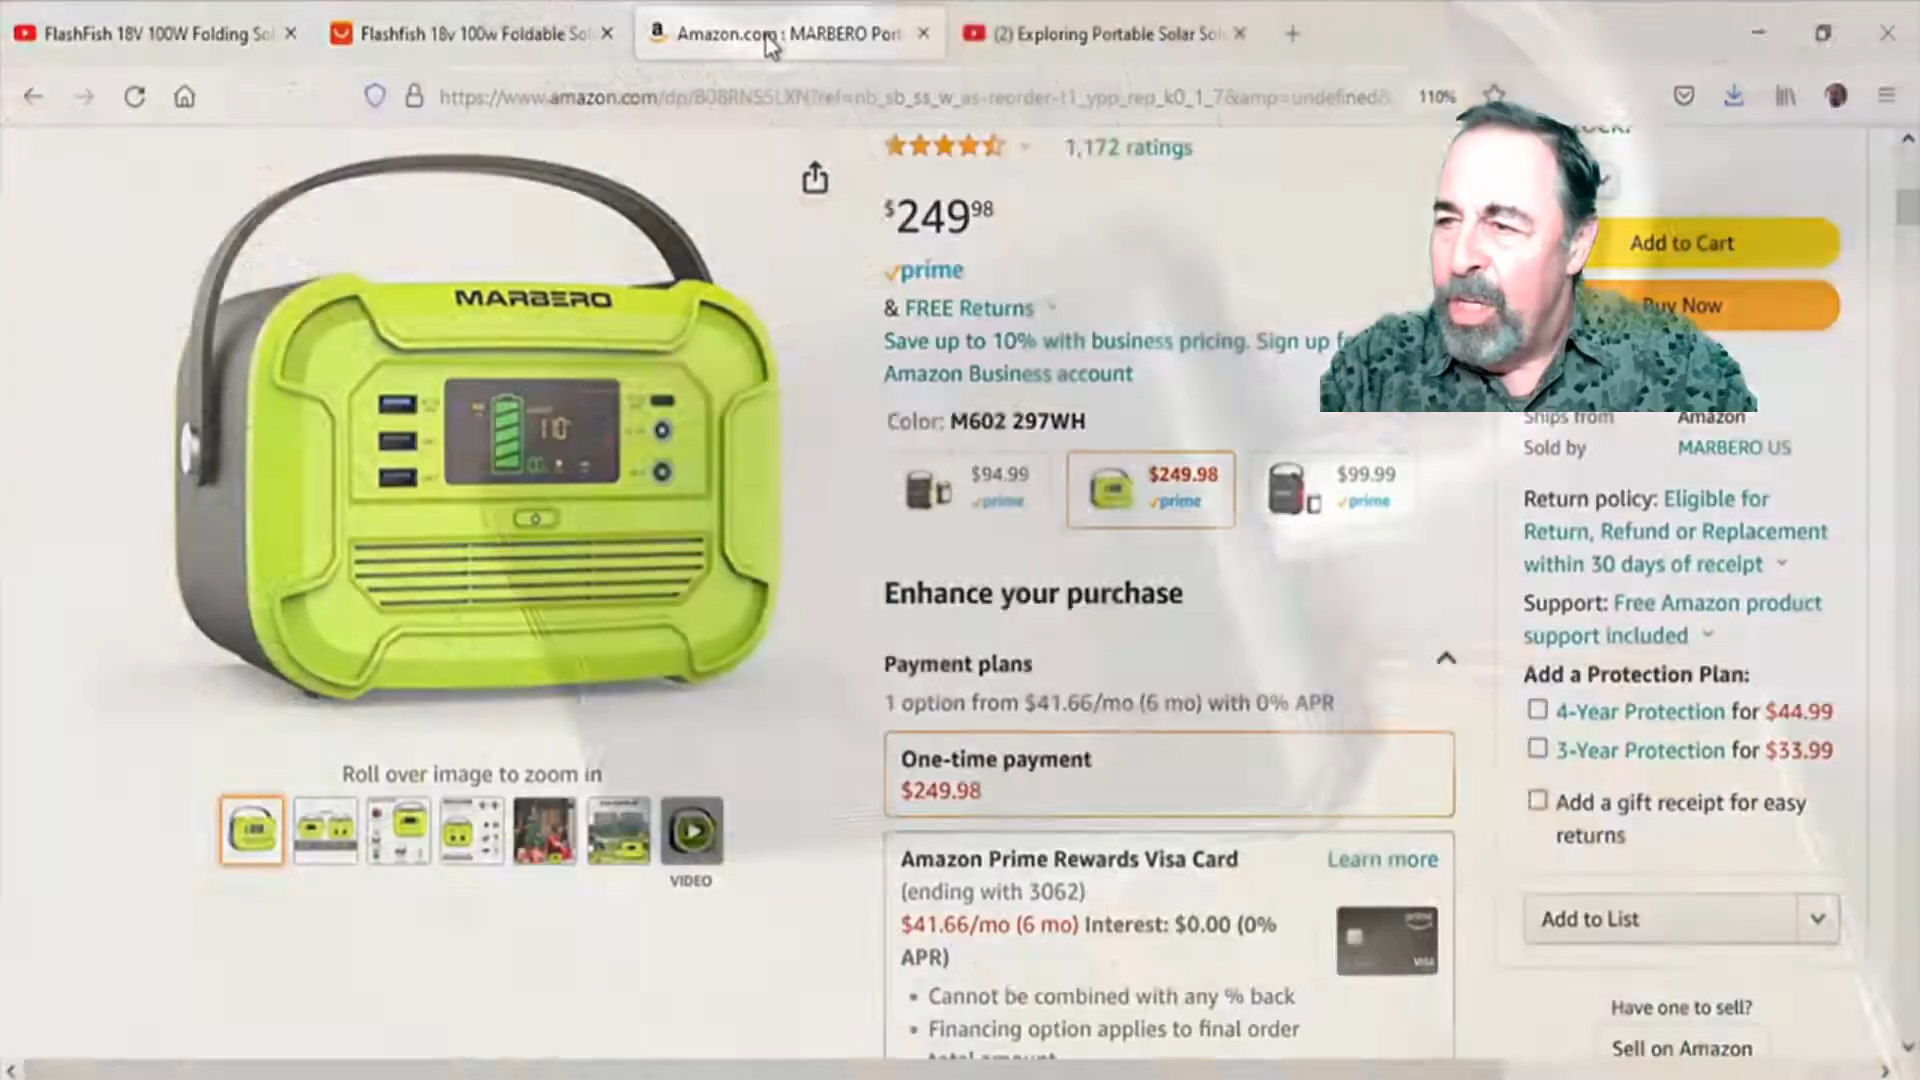 FlashFish 18V 100W Folding Sol
Flashfish 18v 100w Foldable Sol
Amazon.com : MARBERO Port
(2) Exploring Portable Solar Sol
110%
1,172 ratings
$249.98
prime
& FREE Returns
Save up to 10% with business pricing. Sign up
Amazon Business account
Color: M602 297WH
$94.99
prime
$249.98
prime
$99.99
prime
Enhance your purchase
Payment plans
1 option from $41.66/mo (6 mo) with 0% APR
One-time payment
$249.98
Amazon Prime Rewards Visa Card
Learn more
(ending with 3062)
$41.66/mo (6 mo) Interest: $0.00 (0%
APR)
• Cannot be combined with any % back
• Financing option applies to final order
total amount
MARBERO
Roll over image to zoom in
VIDEO
Add to Cart
Buy Now
Ships from Amazon
Sold by MARBERO US
Return policy: Eligible for
Return, Refund or Replacement
within 30 days of receipt
Support: Free Amazon product
support included
Add a Protection Plan:
4-Year Protection for $44.99
3-Year Protection for $33.99
Add a gift receipt for easy
returns
Add to List
Have one to sell?
Sell on Amazon